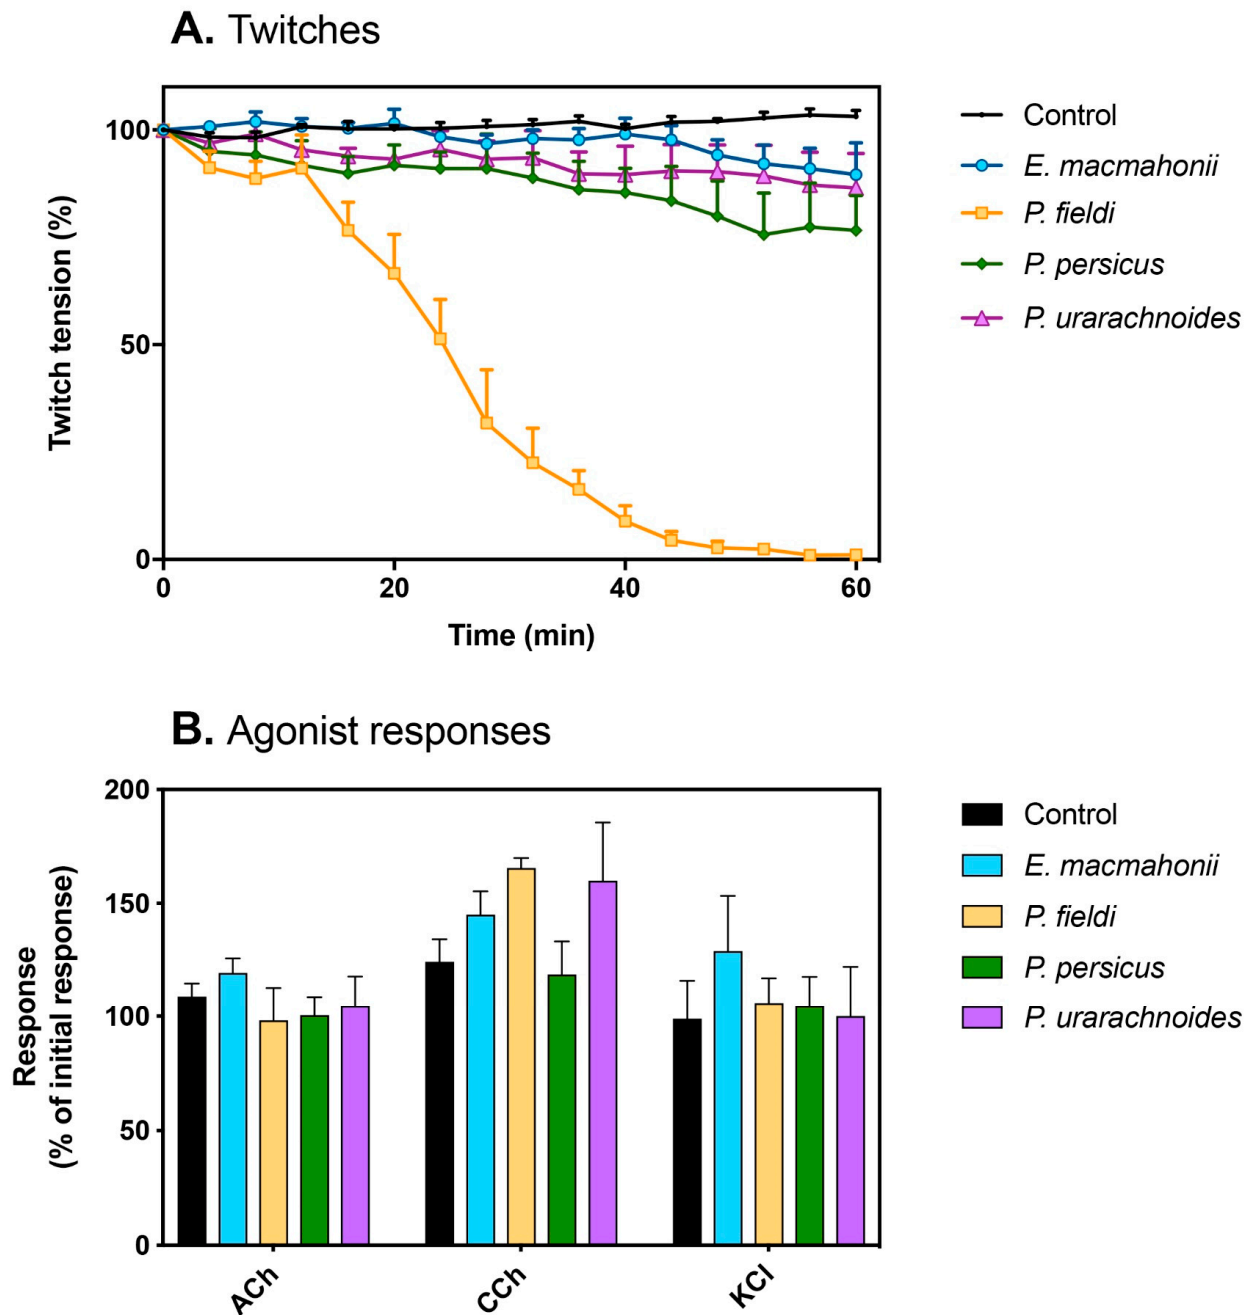 A. Twitches
Twitch tension (%)
100
50
0
0 20 40 60
Time (min)
Control
E. macmahonii
P. fieldi
P. persicus
P. urarachnoides
B. Agonist responses
Response
(% of initial response)
200
150
100
50
0
ACh CCh KCl
Control
E. macmahonii
P. fieldi
P. persicus
P. urarachnoides